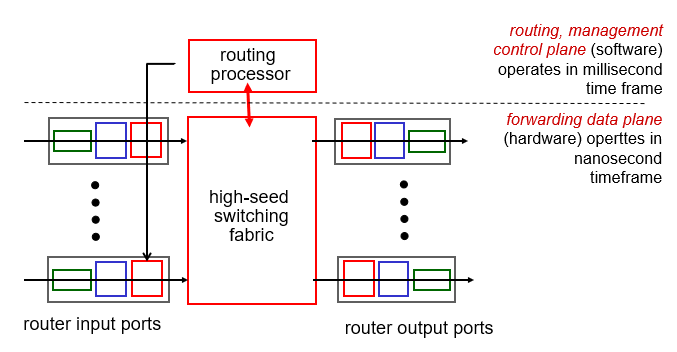 routing, management
control plane (software)
operates in millisecond
time frame
routing
processor
forwarding data plane
(hardware) operttes in
nanosecond
timeframe
high-seed
switching
fabric
router input ports
router output ports